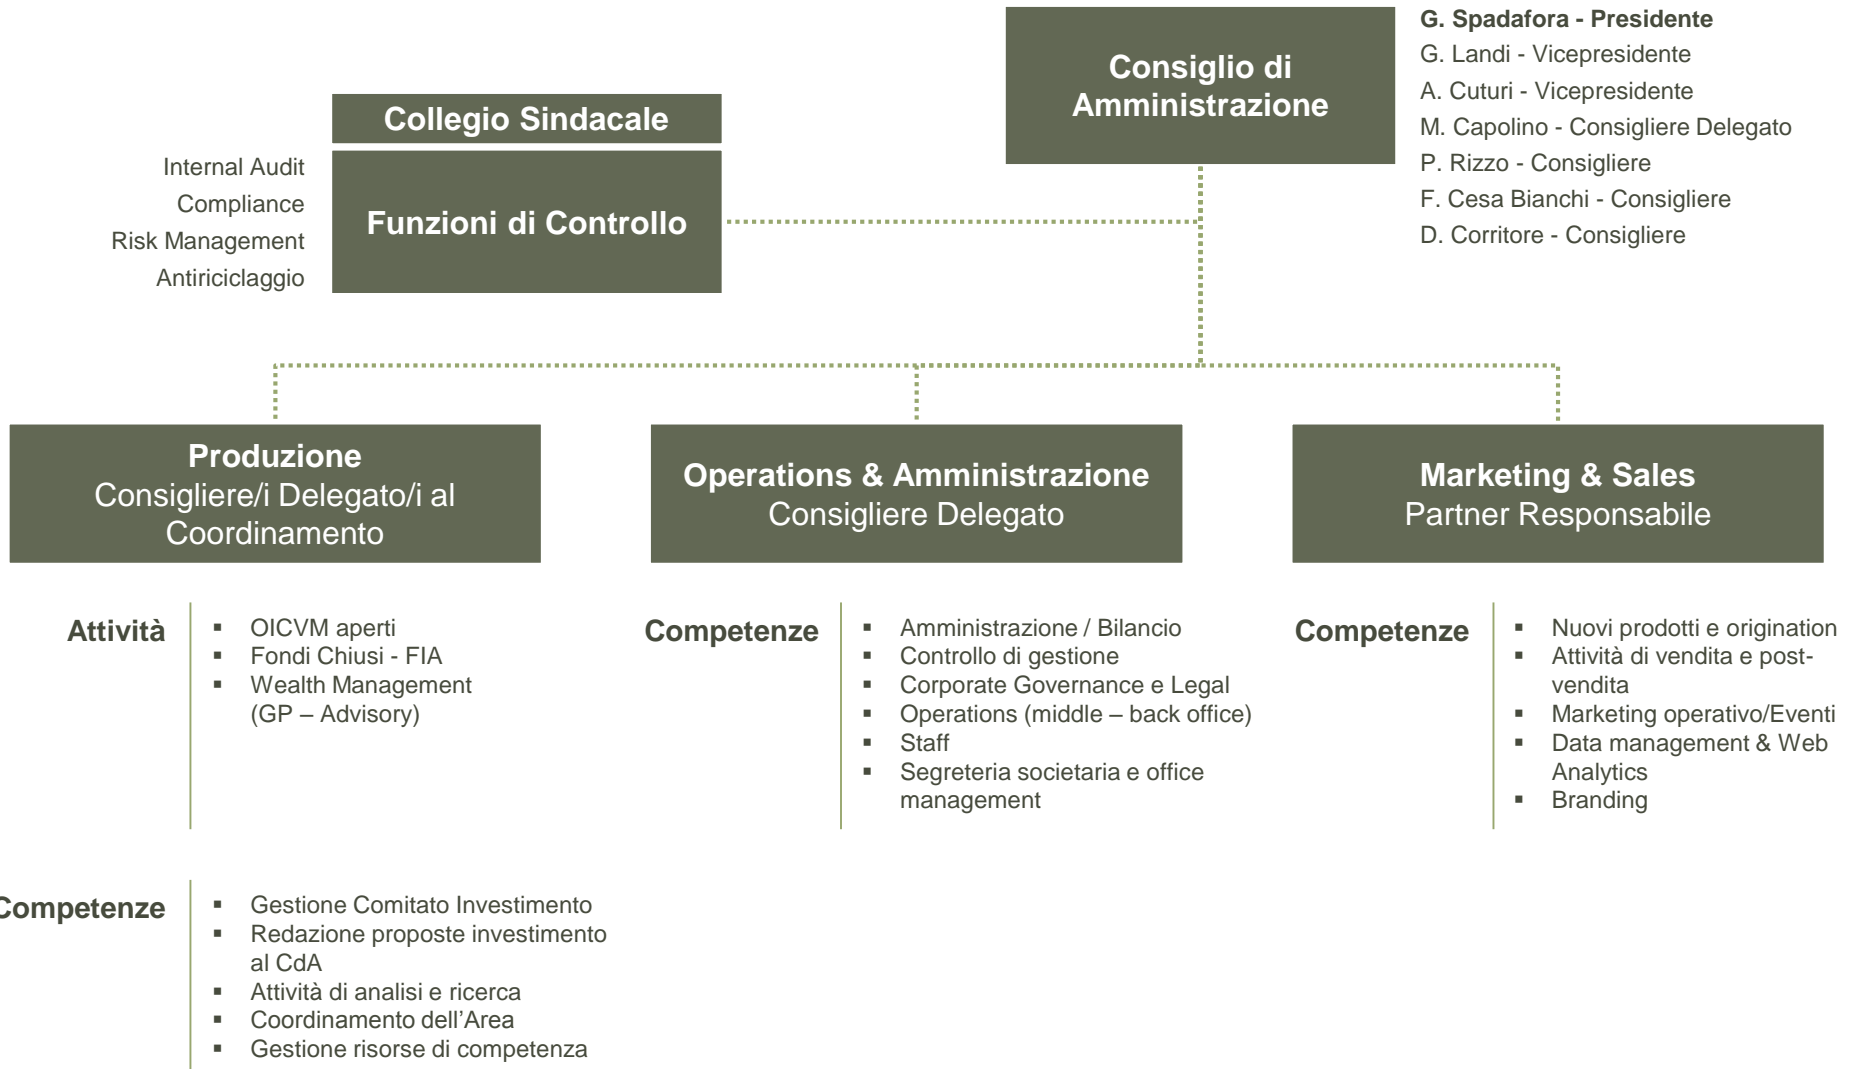 Consiglio di
Amministrazione
G. Spadafora - Presidente
G. Landi - Vicepresidente
A. Cuturi - Vicepresidente
M. Capolino - Consigliere Delegato
P. Rizzo - Consigliere
F. Cesa Bianchi - Consigliere
D. Corritore - Consigliere
Collegio Sindacale
Internal Audit
Compliance
Risk Management
Antiriciclaggio
Funzioni di Controllo
Produzione
Consigliere/i Delegato/i al
Coordinamento
Operations & Amministrazione
Consigliere Delegato
Marketing & Sales
Partner Responsabile
Attività
▪ OICVM aperti
▪ Fondi Chiusi - FIA
▪ Wealth Management
(GP – Advisory)
Competenze
▪ Amministrazione / Bilancio
▪ Controllo di gestione
▪ Corporate Governance e Legal
▪ Operations (middle – back office)
▪ Staff
▪ Segreteria societaria e office
management
Competenze
▪ Nuovi prodotti e origination
▪ Attività di vendita e post-
vendita
▪ Marketing operativo/Eventi
▪ Data management & Web
Analytics
▪ Branding
Competenze
▪ Gestione Comitato Investimento
▪ Redazione proposte investimento
al CdA
▪ Attività di analisi e ricerca
▪ Coordinamento dell’Area
▪ Gestione risorse di competenza